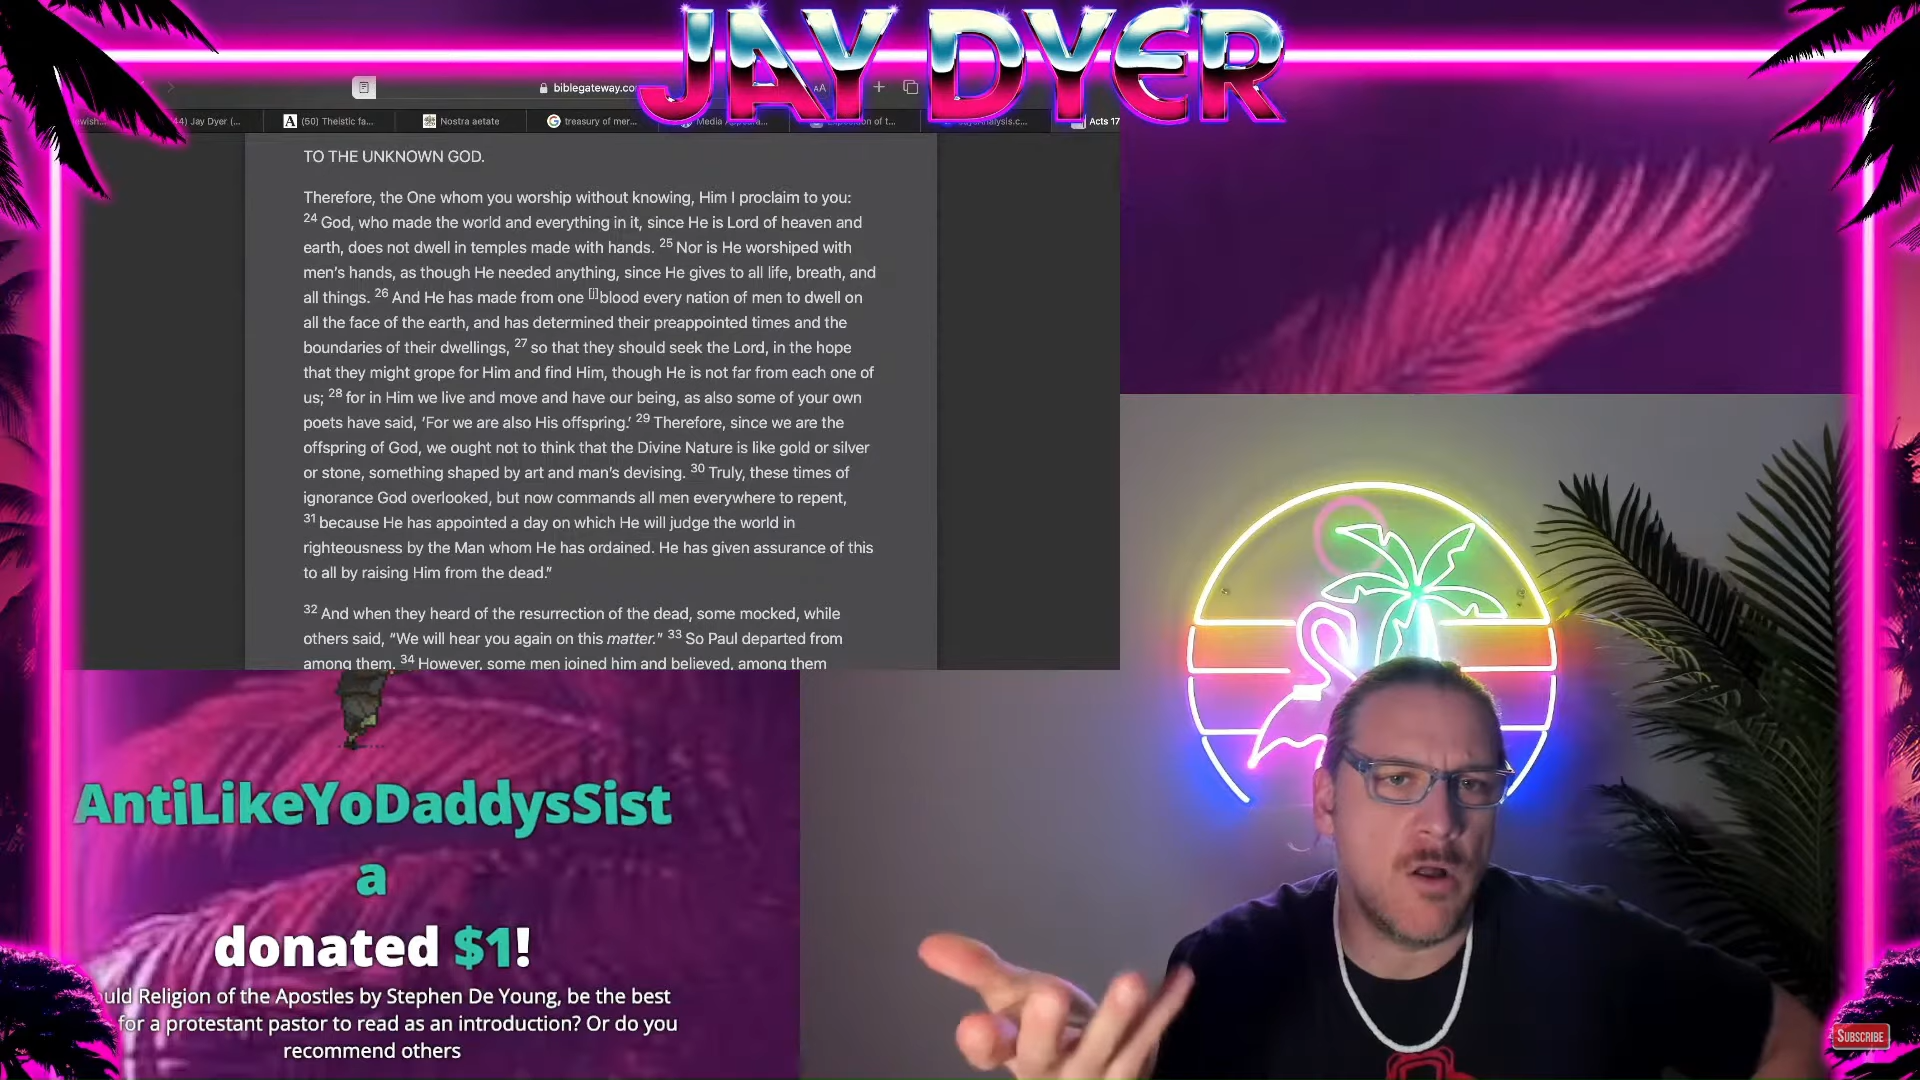 JAY DYER
biblegateway.co
AA
Jay Dyer (...
A (50) Theistic fa...
Nostra aetate
G treasury of mer...
Media Appeara...
Acts 17
TO THE UNKNOWN GOD.
Therefore, the One whom you worship without knowing, Him I proclaim to you:
24 God, who made the world and everything in it, since He is Lord of heaven and
earth, does not dwell in temples made with hands. 25 Nor is He worshiped with
men’s hands, as though He needed anything, since He gives to all life, breath, and
all things. 26 And He has made from one [j]blood every nation of men to dwell on
all the face of the earth, and has determined their preappointed times and the
boundaries of their dwellings, 27 so that they should seek the Lord, in the hope
that they might grope for Him and find Him, though He is not far from each one of
us; 28 for in Him we live and move and have our being, as also some of your own
poets have said, ‘For we are also His offspring.’ 29 Therefore, since we are the
offspring of God, we ought not to think that the Divine Nature is like gold or silver
or stone, something shaped by art and man’s devising. 30 Truly, these times of
ignorance God overlooked, but now commands all men everywhere to repent,
31 because He has appointed a day on which He will judge the world in
righteousness by the Man whom He has ordained. He has given assurance of this
to all by raising Him from the dead.”
32 And when they heard of the resurrection of the dead, some mocked, while
others said, “We will hear you again on this matter.” 33 So Paul departed from
among them. 34 However, some men joined him and believed, among them
AntiLikeYoDaddysSist
a
donated $1!
uld Religion of the Apostles by Stephen De Young, be the best
for a protestant pastor to read as an introduction? Or do you
recommend others
SUBSCRIBE